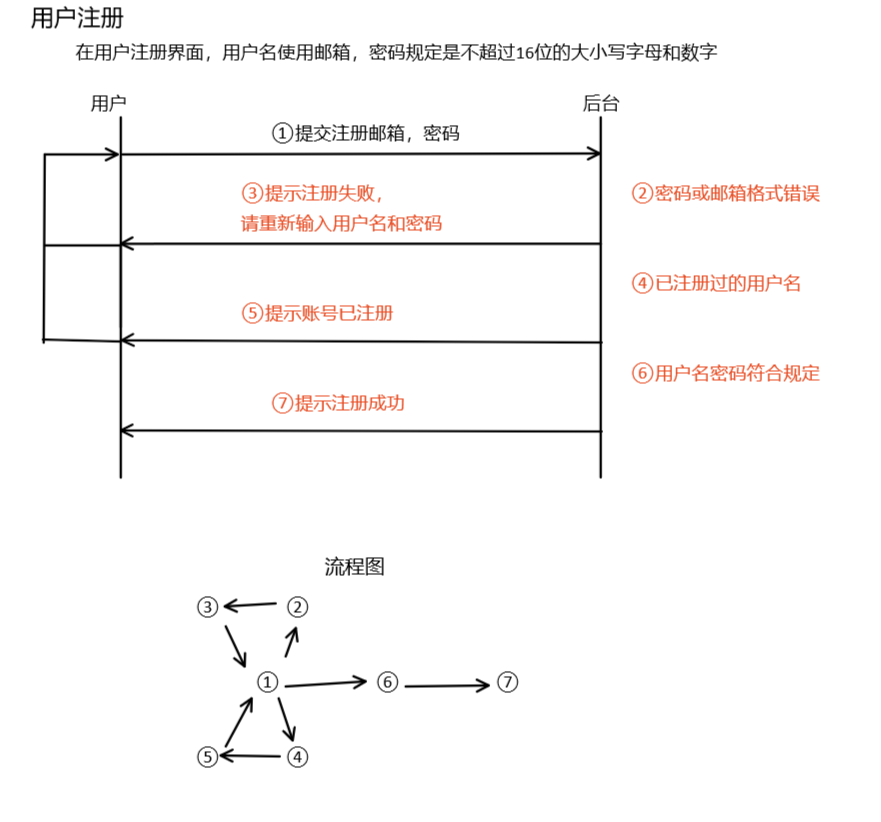 用户注册
在用户注册界面，用户名使用邮箱，密码规定是不超过16位的大小写字母和数字
用户
后台
①提交注册邮箱，密码
③提示注册失败，
请重新输入用户名和密码
②密码或邮箱格式错误
④已注册过的用户名
⑤提示账号已注册
⑥用户名密码符合规定
⑦提示注册成功
流程图
③ ②
① ⑥ ⑦
⑤ ④